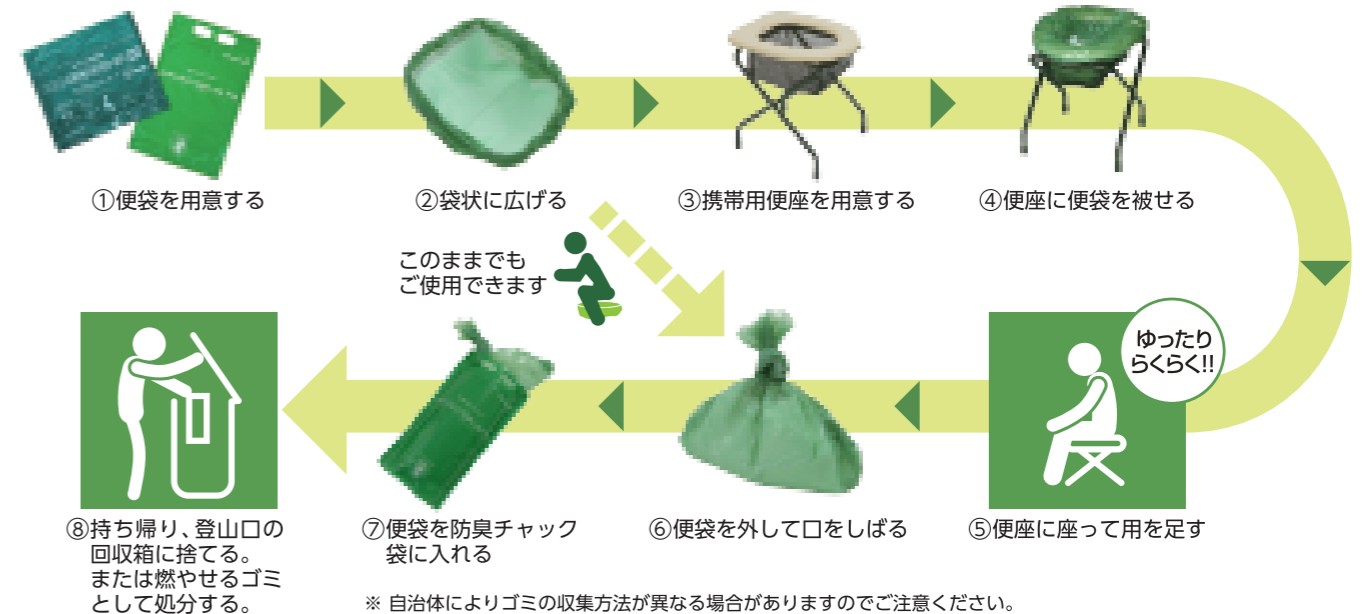 ①便袋を用意する
②袋状に広げる
③携帯用便座を用意する
④便座に便袋を被せる
このままでも
ご使用できます
ゆったり
らくらく!!
⑤便座に座って用を足す
⑥便袋を外して口をしばる
⑦便袋を防臭チャック
袋に入れる
⑧持ち帰り、登山口の
回収箱に捨てる。
または燃やせるゴミ
として処分する。
※ 自治体によりゴミの収集方法が異なる場合がありますのでご注意ください。